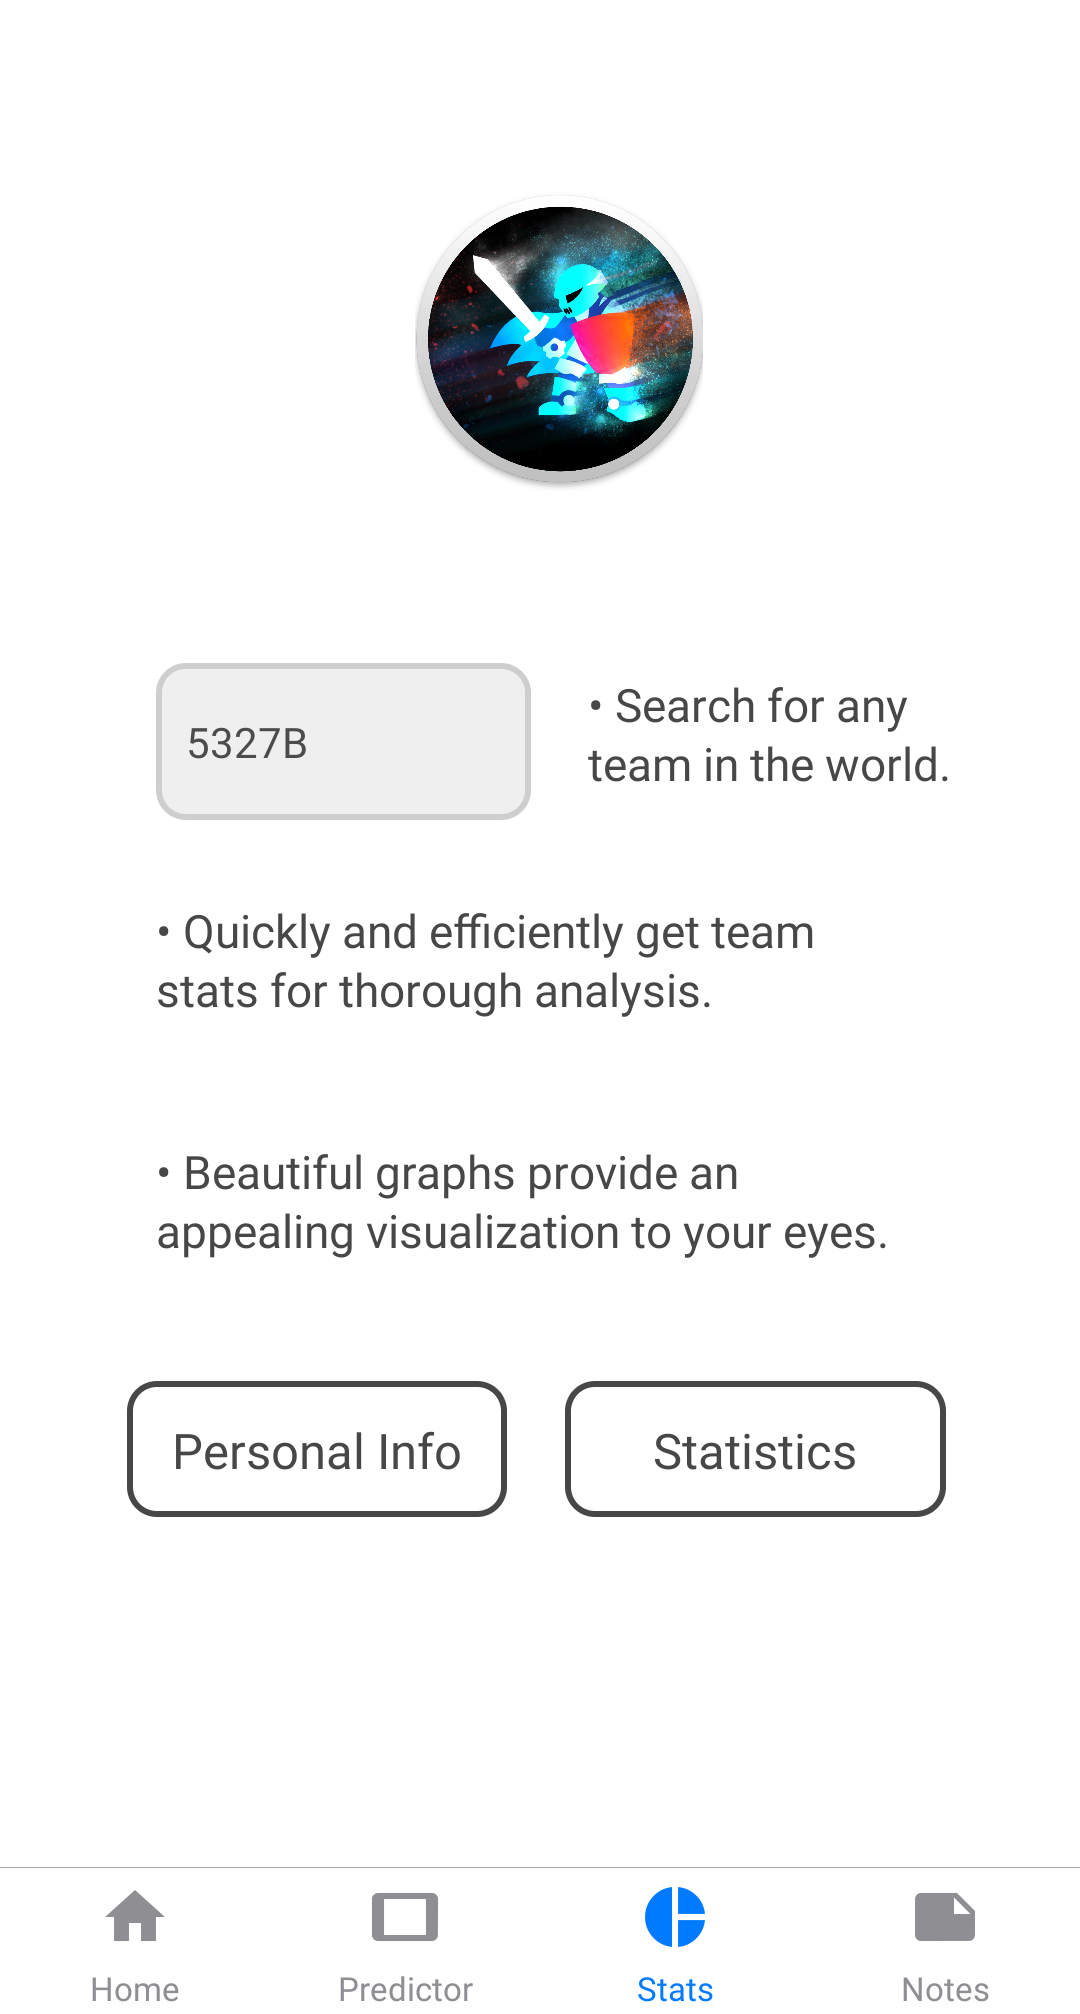 5327B
• Search for any
team in the world.
• Quickly and efficiently get team
stats for thorough analysis.
• Beautiful graphs provide an
appealing visualization to your eyes.
Personal Info
Statistics
Home
Predictor
Stats
Notes